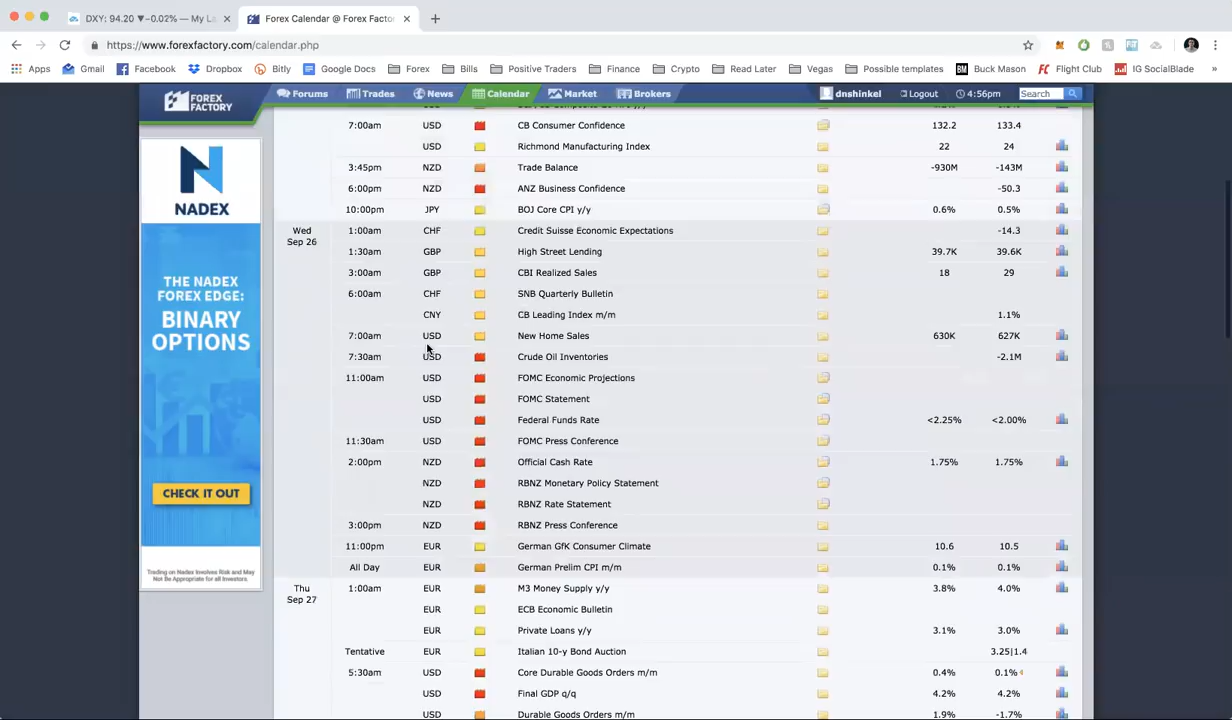 DXY: 94.20 ▼−0.02% — My La
Forex Calendar @ Forex Facto
https://www.forexfactory.com/calendar.php
Apps Gmail Facebook Dropbox Bitly Google Docs Forex Bills Positive Traders Finance Crypto Read Later Vegas Possible templates BM Buck Mason FC Flight Club IG SocialBlade »
FOREX FACTORY Forums Trades News Calendar Market Brokers dnshinkel Logout 4:56pm Search
7:00am USD CB Consumer Confidence 132.2 133.4
USD Richmond Manufacturing Index 22 24
3:45pm NZD Trade Balance -930M -143M
6:00pm NZD ANZ Business Confidence -50.3
10:00pm JPY BOJ Core CPI y/y 0.6% 0.5%
Wed Sep 26 1:00am CHF Credit Suisse Economic Expectations -14.3
1:30am GBP High Street Lending 39.7K 39.6K
3:00am GBP CBI Realized Sales 18 29
6:00am CHF SNB Quarterly Bulletin
CNY CB Leading Index m/m 1.1%
7:00am USD New Home Sales 630K 627K
7:30am USD Crude Oil Inventories -2.1M
11:00am USD FOMC Economic Projections
USD FOMC Statement
USD Federal Funds Rate <2.25% <2.00%
11:30am USD FOMC Press Conference
2:00pm NZD Official Cash Rate 1.75% 1.75%
NZD RBNZ Monetary Policy Statement
NZD RBNZ Rate Statement
3:00pm NZD RBNZ Press Conference
11:00pm EUR German GfK Consumer Climate 10.6 10.5
All Day EUR German Prelim CPI m/m 0.1% 0.1%
Thu Sep 27 1:00am EUR M3 Money Supply y/y 3.8% 4.0%
EUR ECB Economic Bulletin
EUR Private Loans y/y 3.1% 3.0%
Tentative EUR Italian 10-y Bond Auction 3.25|1.4
5:30am USD Core Durable Goods Orders m/m 0.4% 0.1%
USD Final GDP q/q 4.2% 4.2%
USD Durable Goods Orders m/m 1.9% -1.7%
N
NADEX
THE NADEX
FOREX EDGE:
BINARY
OPTIONS
CHECK IT OUT
Trading on Nadex Involves Risk and May
Not Be Appropriate for all Investors.